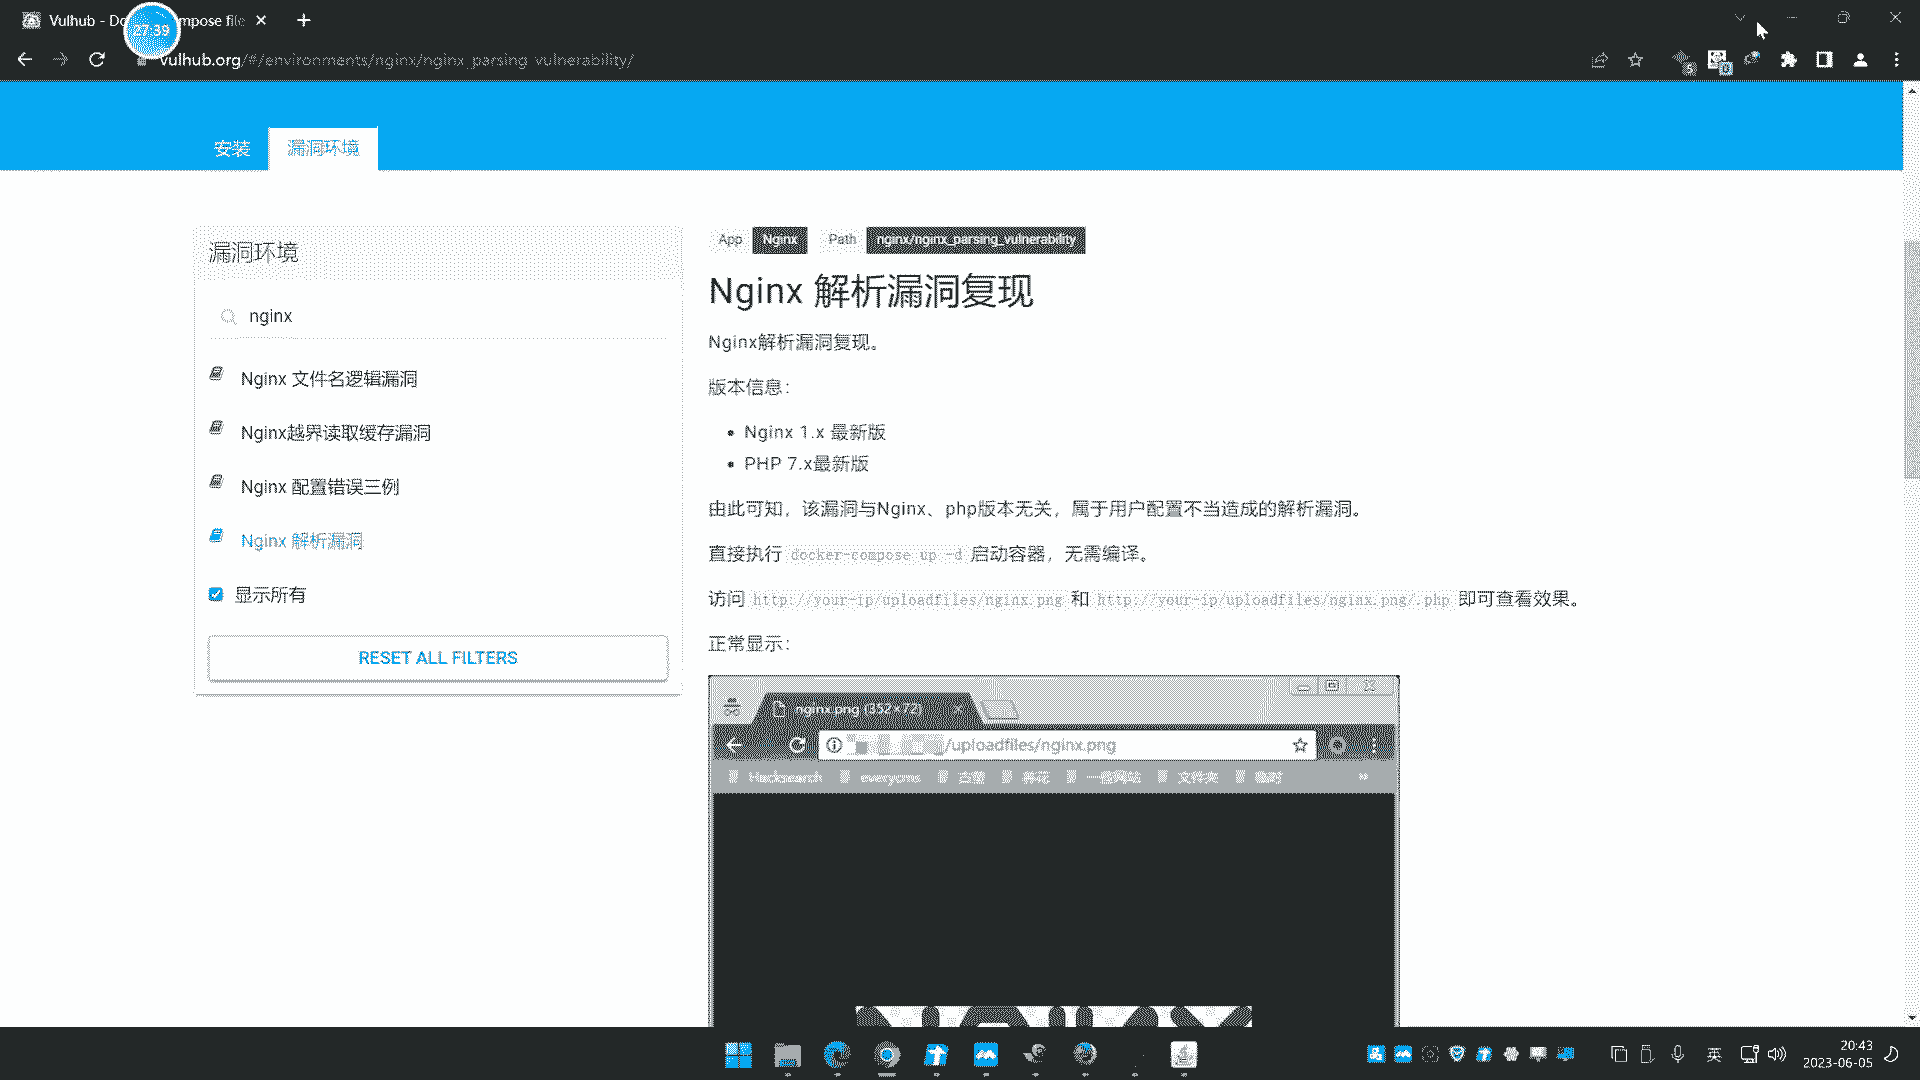 Vulhub - Do
mpose file
27:39
vulhub.org/#/environments/nginx/nginx_parsing_vulnerability/
安装
漏洞环境
漏洞环境
nginx
Nginx 文件名逻辑漏洞
Nginx越界读取缓存漏洞
Nginx 配置错误三例
Nginx 解析漏洞
显示所有
RESET ALL FILTERS
App Nginx Path nginx/nginx_parsing_vulnerability
Nginx 解析漏洞复现
Nginx解析漏洞复现。
版本信息：
Nginx 1.x 最新版
PHP 7.x最新版
由此可知，该漏洞与Nginx、php版本无关，属于用户配置不当造成的解析漏洞。
直接执行 docker-compose up -d 启动容器，无需编译。
访问 http://your-ip/uploadfiles/nginx.png 和 http://your-ip/uploadfiles/nginx.png/.php 即可查看效果。
正常显示：
nginx.png (352×72)
/uploadfiles/nginx.png
Hacksearch everyoms 一些网站 文件夹 临时
英
20:43
2023-06-05